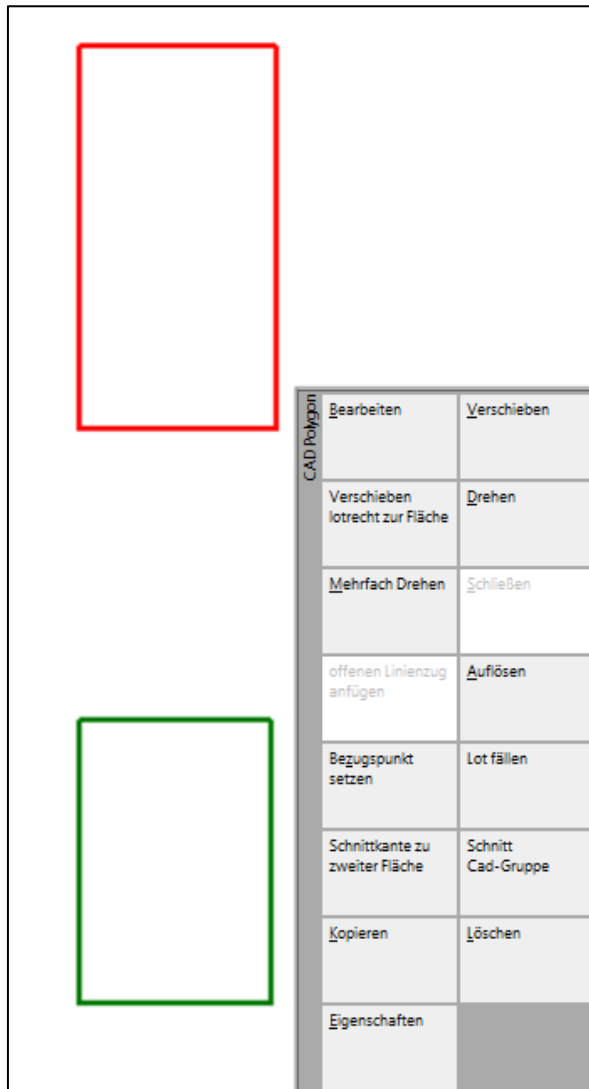 CAD Polygon
Bearbeiten
Verschieben
Verschieben
lotrecht zur Fläche
Drehen
Mehrfach Drehen
Schließen
offenen Linienzug
anfügen
Auflösen
Bezugspunkt
setzen
Lot fällen
Schnittkante zu
zweiter Fläche
Schnitt
Cad-Gruppe
Kopieren
Löschen
Eigenschaften